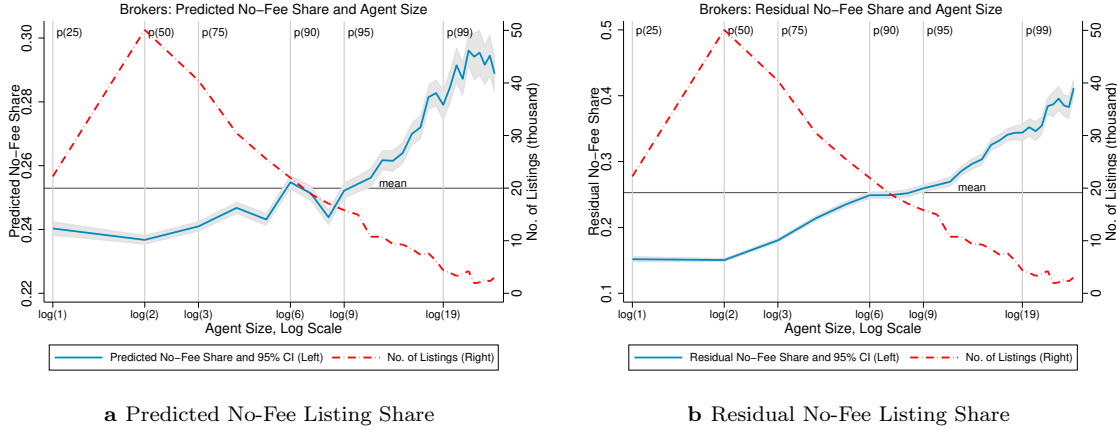 Brokers: Predicted No−Fee Share and Agent Size
p(25) p(50) p(75) p(90) p(95) p(99)
Predicted No−Fee Share
0.30
0.28
0.26
0.24
0.22
No. of Listings (thousand)
50
40
30
20
10
0
mean
log(1) log(2) log(3) log(6) log(9) log(19)
Agent Size, Log Scale
Predicted No−Fee Share and 95% CI (Left) No. of Listings (Right)
a Predicted No-Fee Listing Share
Brokers: Residual No−Fee Share and Agent Size
p(25) p(50) p(75) p(90) p(95) p(99)
Residual No−Fee Share
0.5
0.4
0.3
0.2
0.1
No. of Listings (thousand)
50
40
30
20
10
0
mean
log(1) log(2) log(3) log(6) log(9) log(19)
Agent Size, Log Scale
Residual No−Fee Share and 95% CI (Left) No. of Listings (Right)
b Residual No-Fee Listing Share